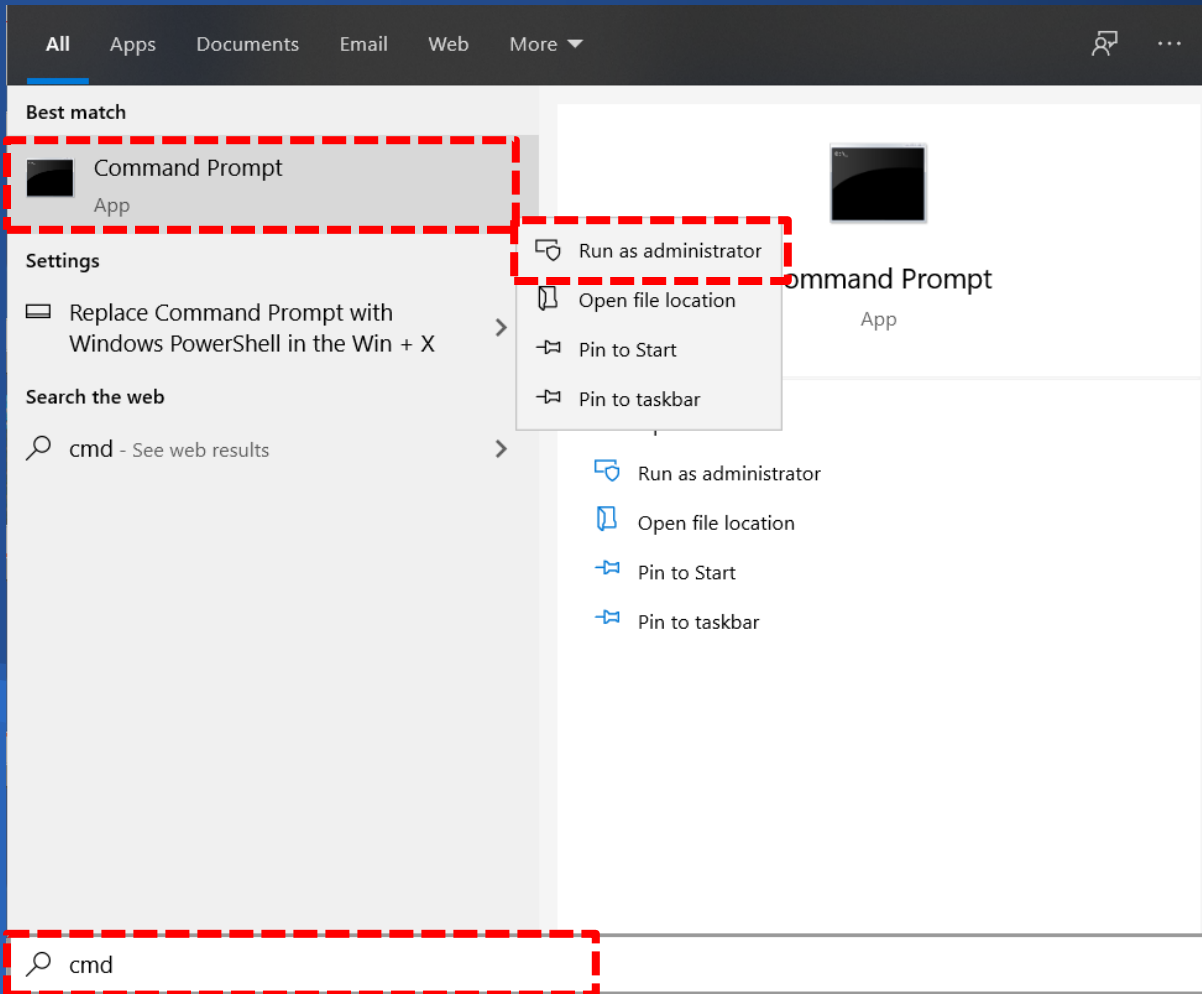 All Apps Documents Email Web More
Best match
Command Prompt
App
Settings
Replace Command Prompt with
Windows PowerShell in the Win + X
Search the web
cmd - See web results
Run as administrator
Open file location
Pin to Start
Pin to taskbar
ommand Prompt
App
Run as administrator
Open file location
Pin to Start
Pin to taskbar
cmd